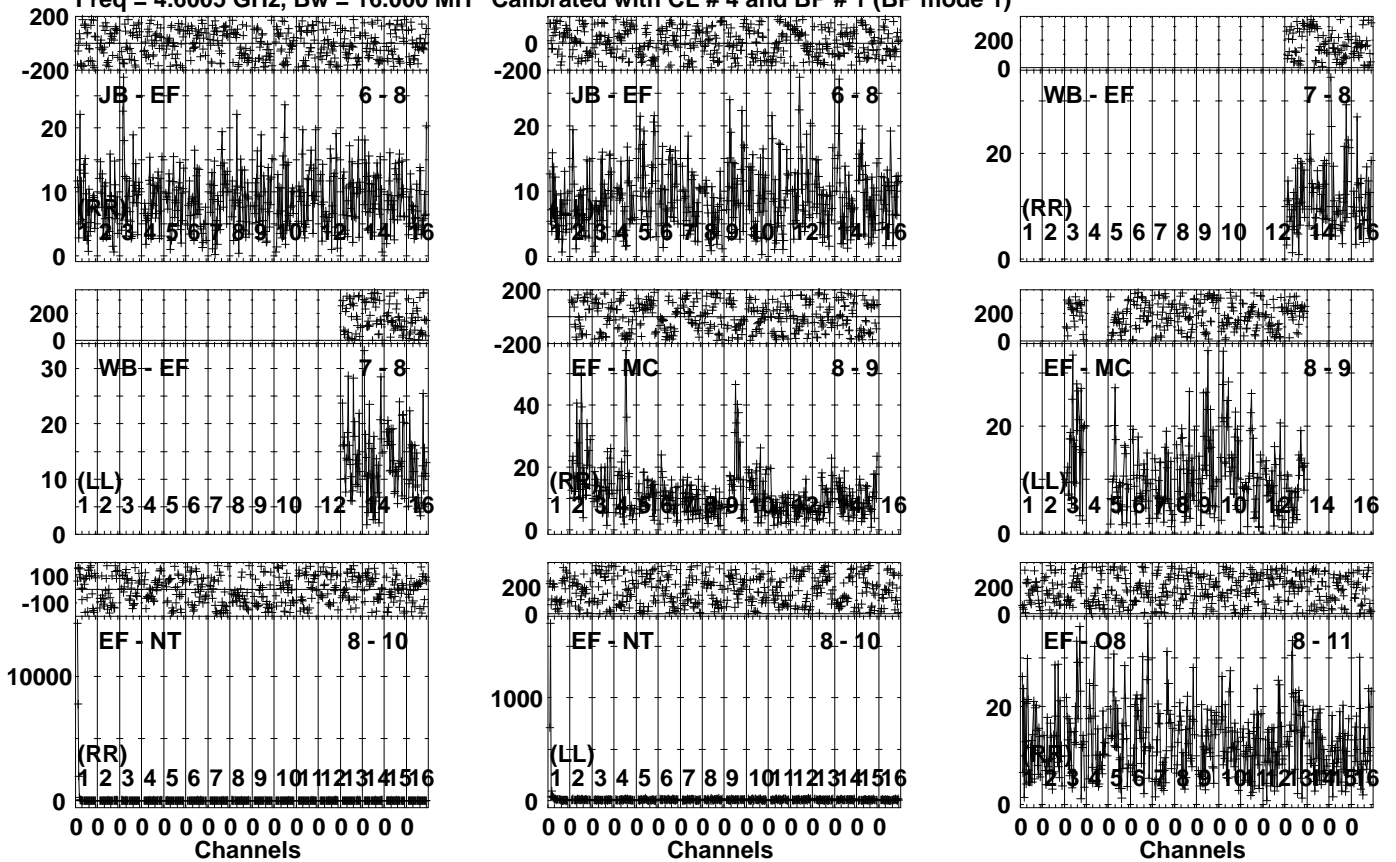 Freq = 4.6005 GHz, Bw = 16.000 MH Calibrated with CL # 4 and BP # 1 (BP mode 1)
200
-200
JB - EF 6 - 8
20
10
0
(RR)
1 2 3 4 5 6 7 8 9 10 12 14 16
200
0
-200
JB - EF 6 - 8
20
10
0
1 2 3 4 5 6 7 8 9 10 12 14 16
200
0
WB - EF 7 - 8
20
0
(RR)
1 2 3 4 5 6 7 8 9 10 12 14 16
200
0
WB - EF 7 - 8
30
20
10
0
(LL)
1 2 3 4 5 6 7 8 9 10 12 14 16
200
-200
EF - MC 8 - 9
40
20
0
(RR)
1 2 3 4 5 6 7 8 9 10 12 14 16
200
0
EF - MC 8 - 9
20
0
(LL)
1 2 3 4 5 6 7 8 9 10 12 14 16
100
-100
EF - NT 8 - 10
10000
0
(RR)
1 2 3 4 5 6 7 8 9 10 11 12 13 14 15 16
0 0 0 0 0 0 0 0 0 0 0 0 0 0 0 0
Channels
200
0
EF - NT 8 - 10
1000
0
(LL)
1 2 3 4 5 6 7 8 9 10 11 12 13 14 15 16
0 0 0 0 0 0 0 0 0 0 0 0 0 0 0 0
Channels
200
0
EF - O8 8 - 11
20
0
(RR)
1 2 3 4 5 6 7 8 9 10 11 12 13 14 15 16
0 0 0 0 0 0 0 0 0 0 0 0 0 0 0 0
Channels